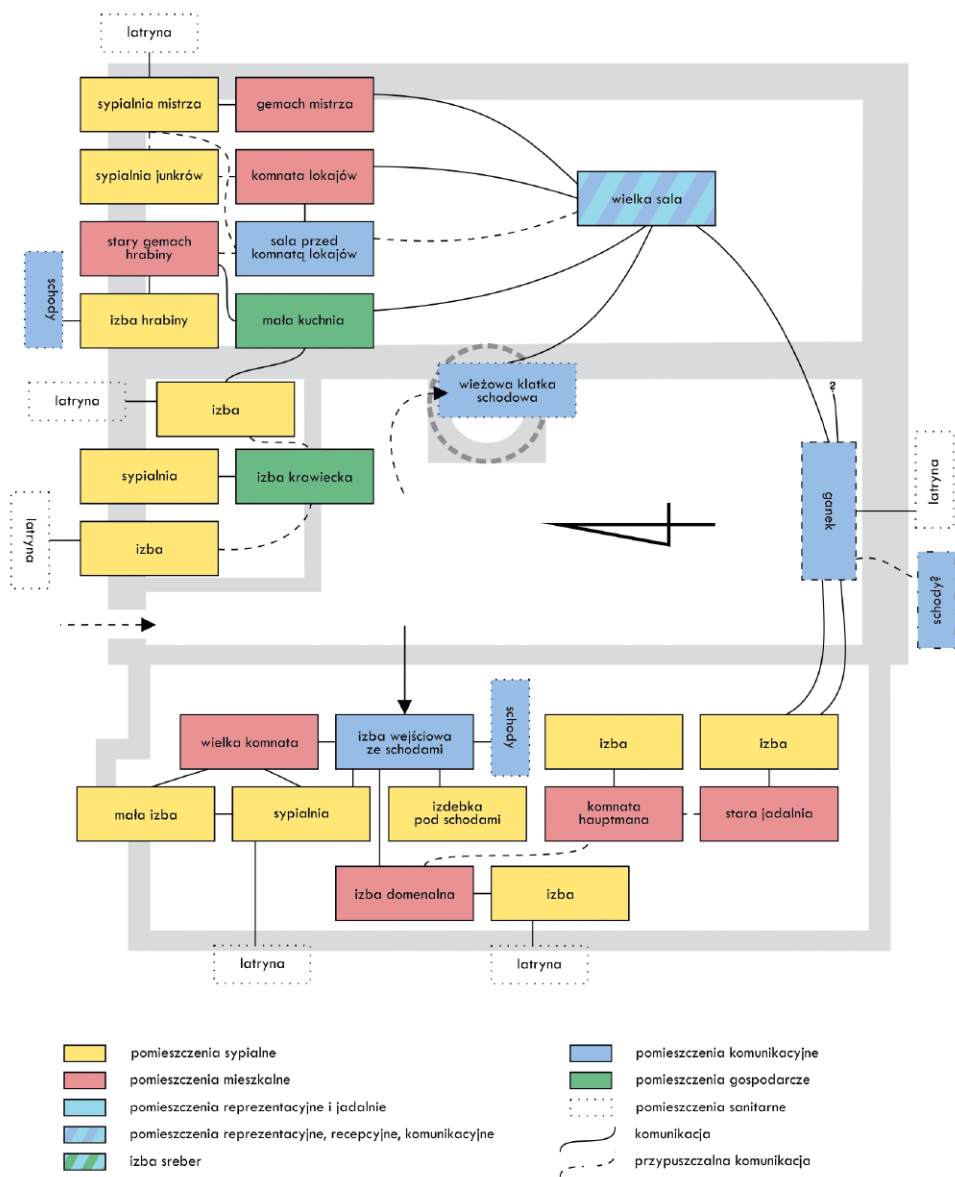 latryna
sypialnia mistrza
gemach mistrza
sypialnia junkrów
komnata lokajów
wielka sala
stary gemach
hrabiny
sala przed
komnatą lokajów
schody
izba hrabiny
mała kuchnia
wieżowa klatka
schodowa
latryna
izba
?
sypialnia
izba krawiecka
latryna
ganek
latryna
izba
schody?
wielka komnata
izba wejściowa
ze schodami
schody
izba
izba
mała izba
sypialnia
izdebka
pod schodami
komnata
hauptmana
stara jadalnia
izba domenalna
izba
latryna
latryna
pomieszczenia sypialne
pomieszczenia mieszkalne
pomieszczenia reprezentacyjne i jadalnie
pomieszczenia reprezentacyjne, recepcyjne, komunikacyjne
izba sreber
pomieszczenia komunikacyjne
pomieszczenia gospodarcze
pomieszczenia sanitarne
komunikacja
przypuszczalna komunikacja